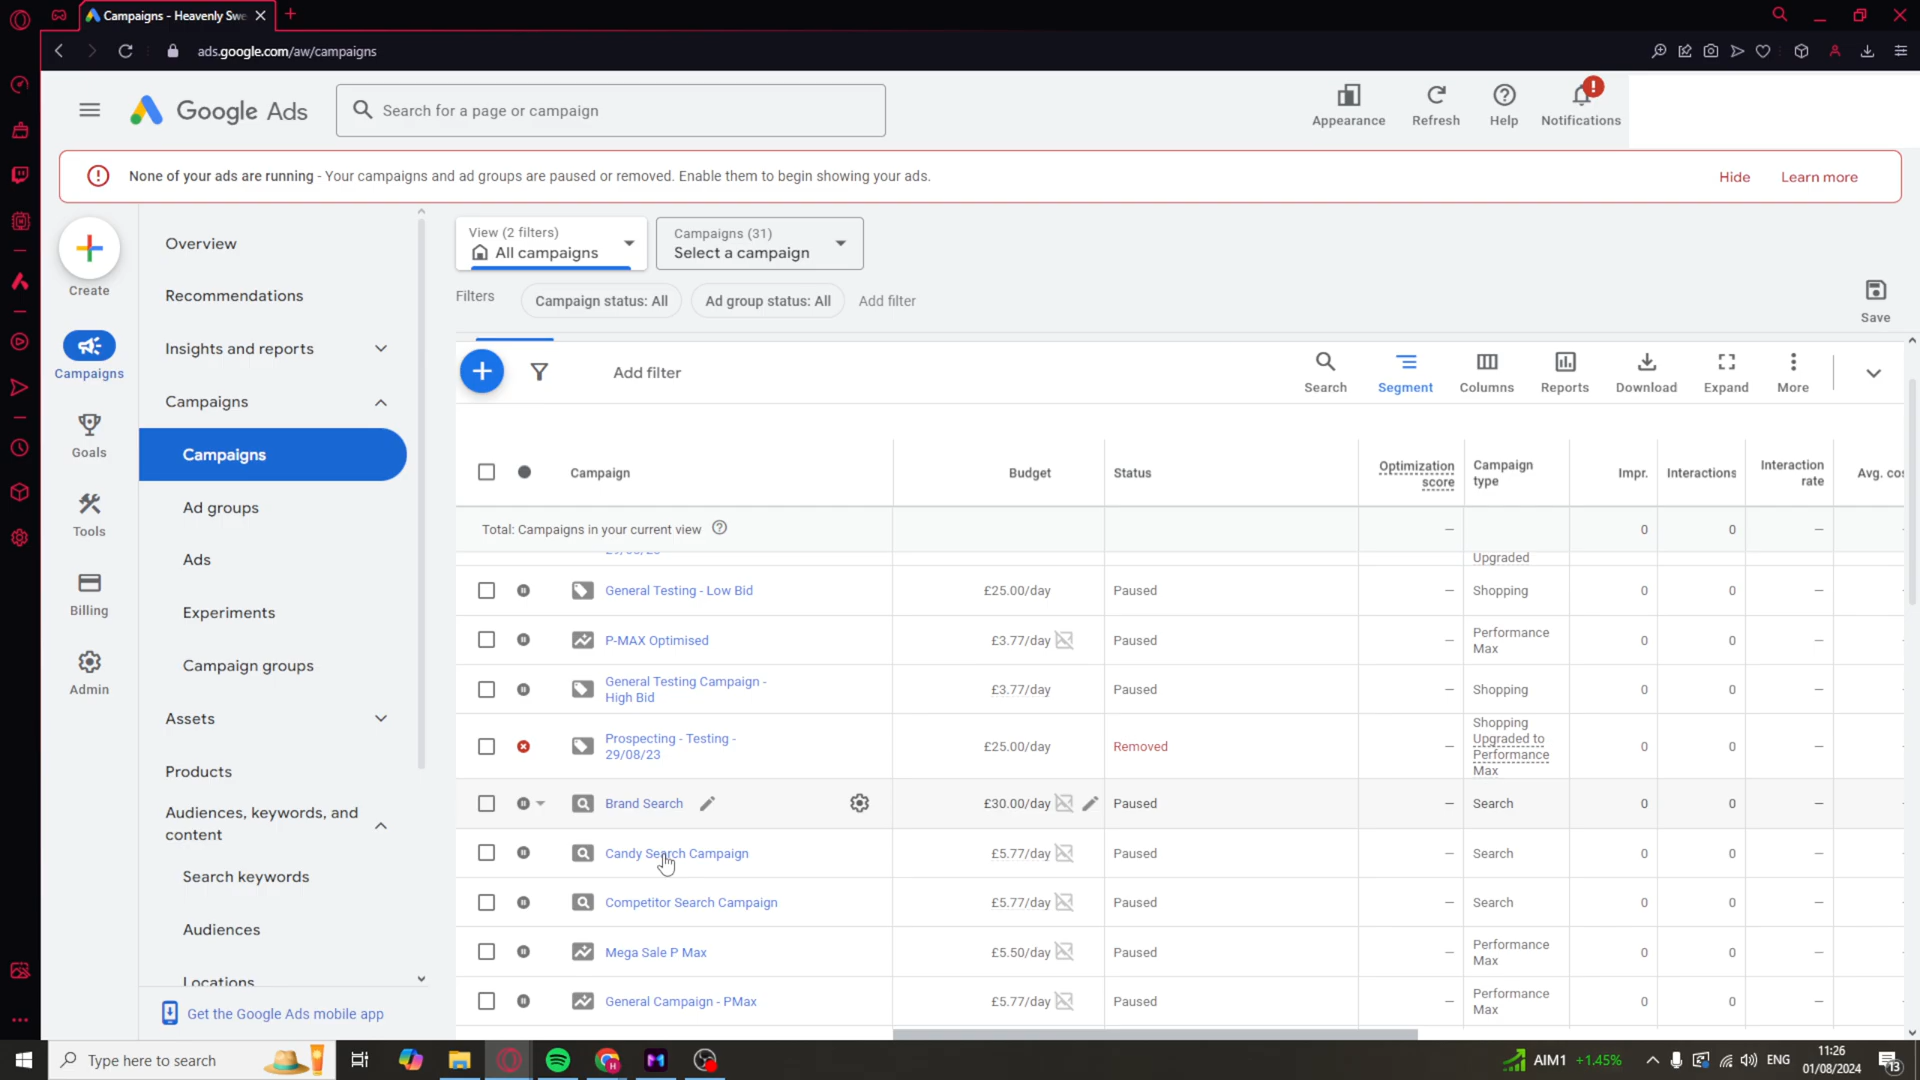 Campaigns - Heavenly Swe
ads.google.com/aw/campaigns
Google Ads
Search for a page or campaign
Appearance
Refresh
Help
Notifications
None of your ads are running - Your campaigns and ad groups are paused or removed. Enable them to begin showing your ads.
Hide
Learn more
Create
Campaigns
Goals
Tools
Billing
Admin
Overview
Recommendations
Insights and reports
Campaigns
Campaigns
Ad groups
Ads
Experiments
Campaign groups
Assets
Products
Audiences, keywords, and
content
Search keywords
Audiences
Locations
Get the Google Ads mobile app
View (2 filters)
All campaigns
Campaigns (31)
Select a campaign
Filters
Campaign status: All
Ad group status: All
Add filter
Save
Add filter
Search
Segment
Columns
Reports
Download
Expand
More
Campaign
Budget
Status
Optimization
score
Campaign
type
Impr.
Interactions
Interaction
rate
Avg. cos
Total: Campaigns in your current view
—
0
0
—
Upgraded
General Testing - Low Bid
£25.00/day
Paused
—
Shopping
0
0
—
P-MAX Optimised
£3.77/day
Paused
—
Performance
Max
0
0
—
General Testing Campaign -
High Bid
£3.77/day
Paused
—
Shopping
0
0
—
Prospecting - Testing -
29/08/23
£25.00/day
Removed
—
Shopping
Upgraded to
Performance
Max
0
0
—
Brand Search
£30.00/day
Paused
—
Search
0
0
—
Candy Search Campaign
£5.77/day
Paused
—
Search
0
0
—
Competitor Search Campaign
£5.77/day
Paused
—
Search
0
0
—
Mega Sale P Max
£5.50/day
Paused
—
Performance
Max
0
0
—
General Campaign - PMax
£5.77/day
Paused
—
Performance
Max
0
0
—
Type here to search
AIM1 +1.45%
ENG
11:26
01/08/2024
13